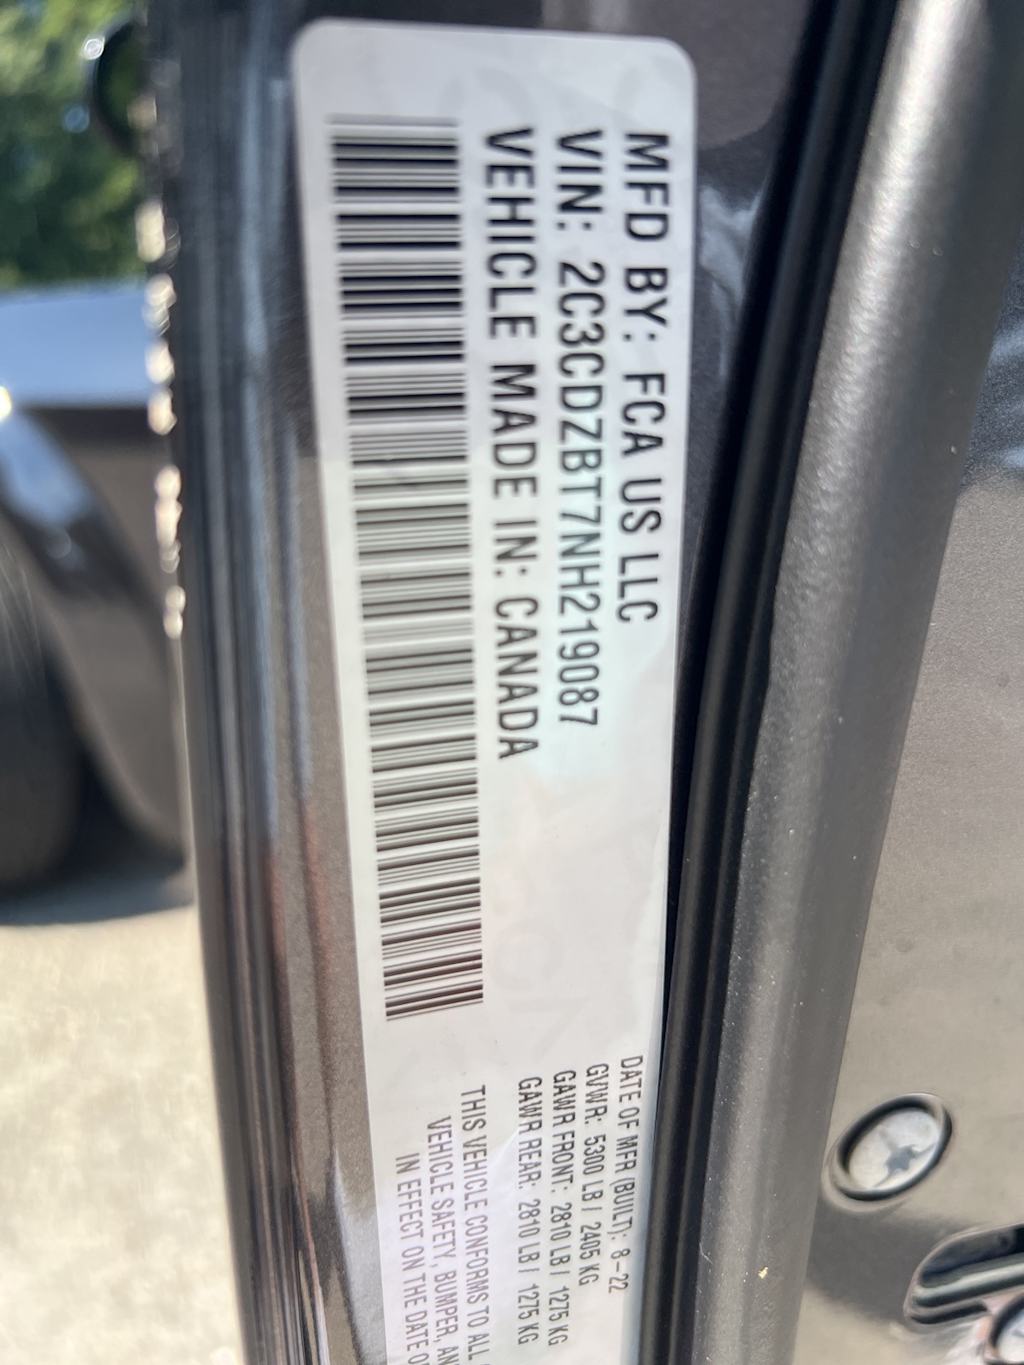 MFD BY: FCA US LLC
VIN: 2C3CDZBT7NH219087
VEHICLE MADE IN: CANADA
DATE OF MFR (BUILT): 8-22
GVWR: 5300 LB / 2405 KG
GAWR FRONT: 2810 LB / 1275 KG
GAWR REAR: 2810 LB / 1275 KG
THIS VEHICLE CONFORMS TO ALL
VEHICLE SAFETY, BUMPER, AN
IN EFFECT ON THE DATE O